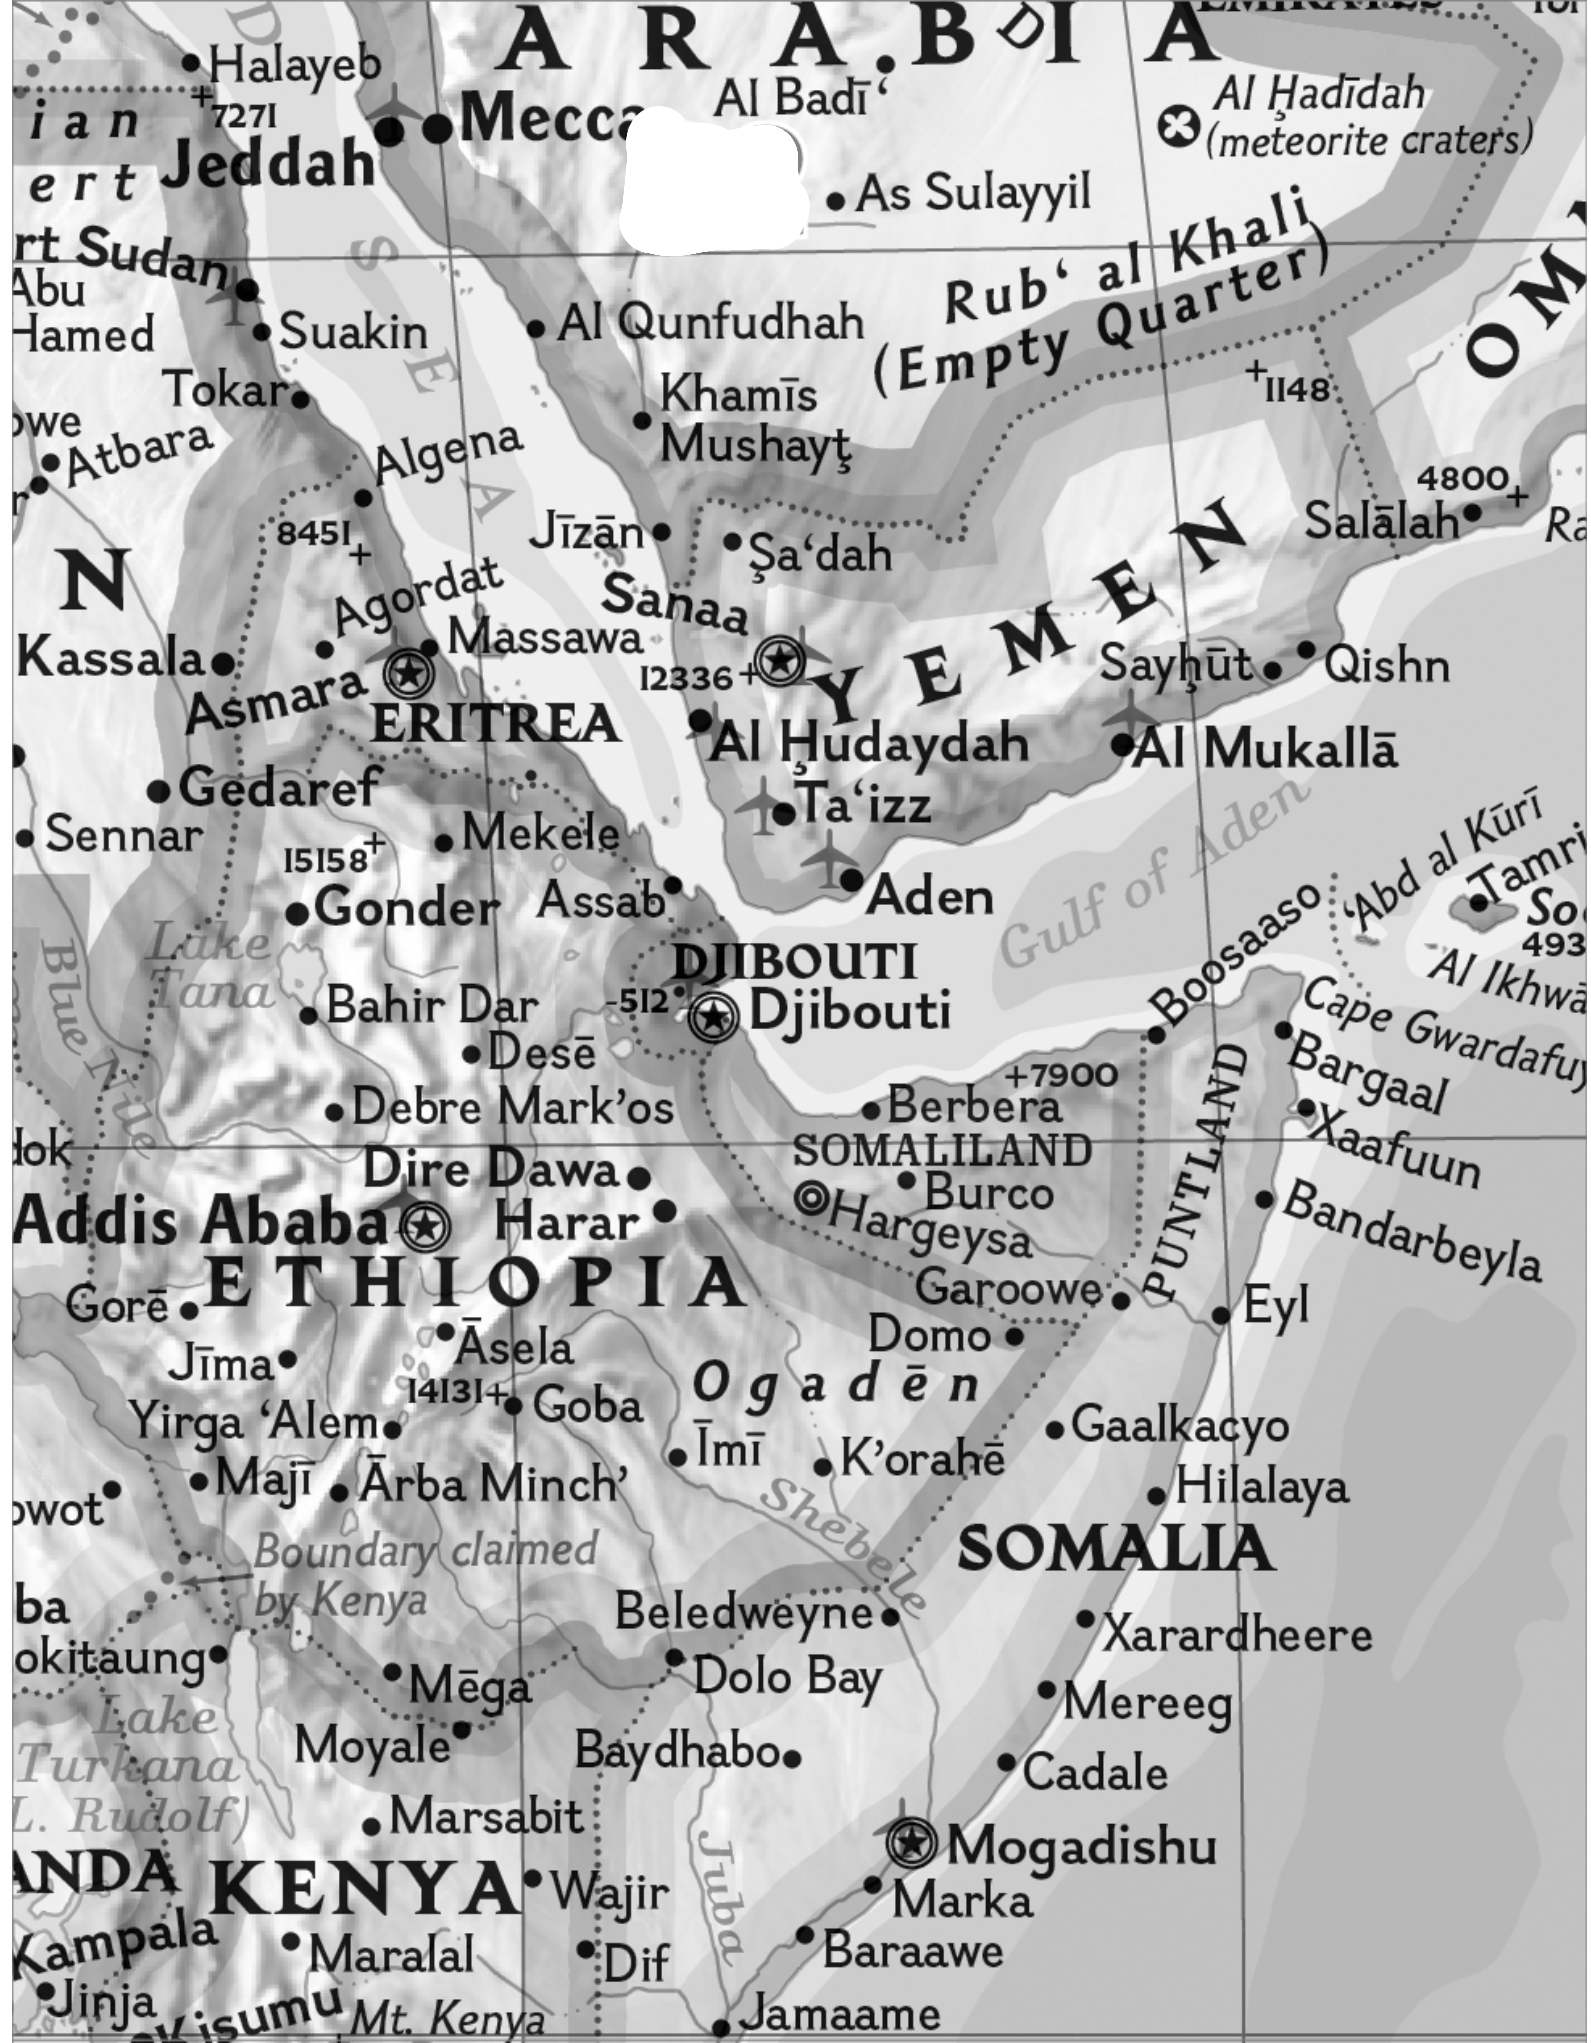 ARABIA
Halayeb
7271
Mecca
Al Badī‘
Al Ḩadīdah
(meteorite craters)
Jeddah
As Sulayyil
Sudan
Abu
Hamed
Suakin
SEA
Al Qunfudhah
Rub‘ al Khali
(Empty Quarter)
Tokar
Khamīs
Mushayţ
1148
Atbara
Algena
4800
Salālah
8451
Jīzān
Şa‘dah
N
Agordat
Sanaa
YEMEN
Kassala
Massawa
12336
Sayḩūt
Qishn
Asmara
ERITREA
Al Ḩudaydah
Al Mukallā
Gedaref
Ta‘izz
Sennar
Mekele
15158
Gonder
Assab
Aden
Gulf of Aden
‘Abd al Kūrī
Lake
Tana
DJIBOUTI
Boosaaso
Blue Nile
Bahir Dar
-512
Djibouti
Cape Gwardafuy
Desē
7900
Bargaal
Debre Mark’os
Berbera
Xaafuun
SOMALILAND
PUNTLAND
Dire Dawa
Burco
Addis Ababa
Harar
Hargeysa
Bandarbeyla
ETHIOPIA
Garoowe
Gorē
Eyl
Domo
Āsela
Jīma
Ogadēn
14131
Goba
Yirga ‘Alem
Gaalkacyo
Īmī
K’orahē
Majī
Ārba Minch’
Hilalaya
Shebele
SOMALIA
Boundary claimed
by Kenya
Beledweyne
Xarardheere
okitaung
Dolo Bay
Mēga
Mereeg
Lake
Turkana
L. Rudolf)
Moyale
Baydhabo
Cadale
Marsabit
Mogadishu
Juba
ANDA
KENYA
Wajir
Marka
Kampala
Maralal
Dif
Baraawe
Jinja
Kisumu
Mt. Kenya
Jamaame